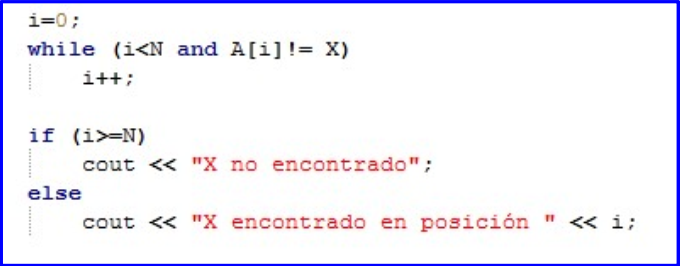 i=0;
while (i<N and A[i]!= X)
i++;
if (i>=N)
cout << "X no encontrado";
else
cout << "X encontrado en posición " << i;